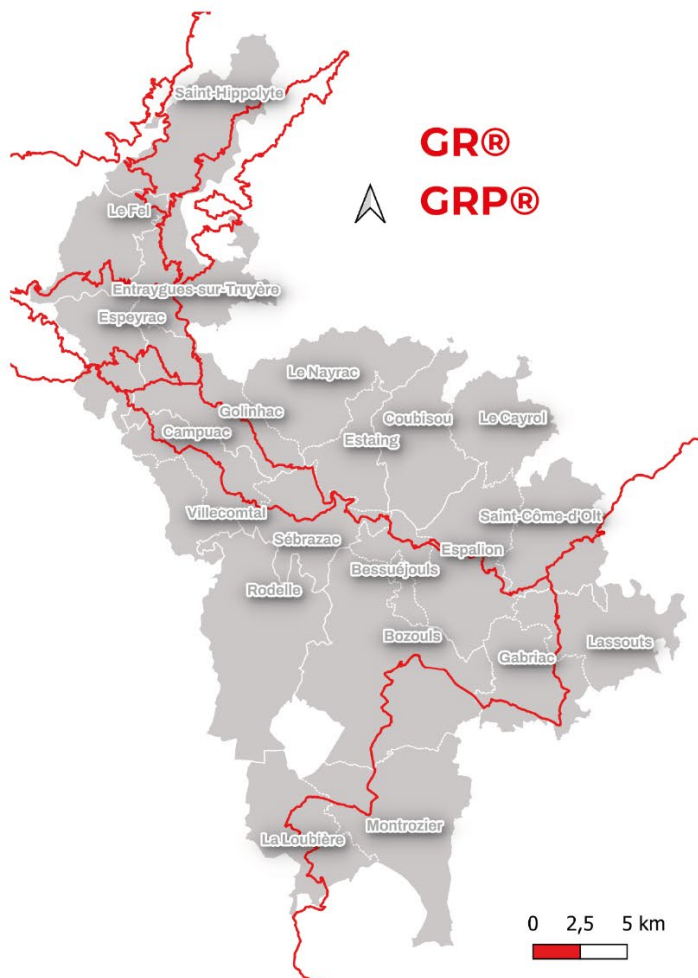 Saint-Hippolyte
GR®
GRP®
Le Fel
Entraygues-sur-Truyère
Espeyrac
Le Nayrac
Golinhac
Coubisou
Le Cayrol
Campuac
Estaing
Villecomtal
Saint-Côme-d'Olt
Sébrazac
Espalion
Bessuéjouls
Rodelle
Bozouls
Gabriac
Lassouts
Montrozier
La Loubière
0 2,5 5 km